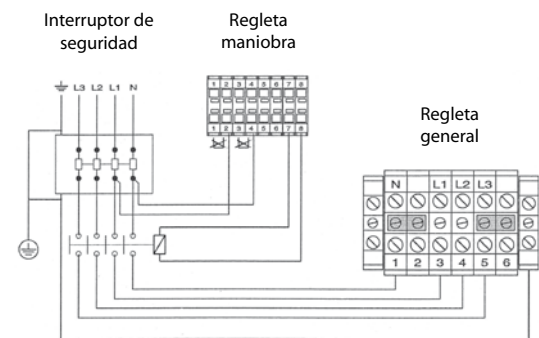 Interruptor de
seguridad
Regleta
maniobra
L3 L2 L1 N
1 2 3 4 5 6 7 8
1 2 3 4 5 6 7 8
Regleta
general
N L1 L2 L3
1 2 3 4 5 6